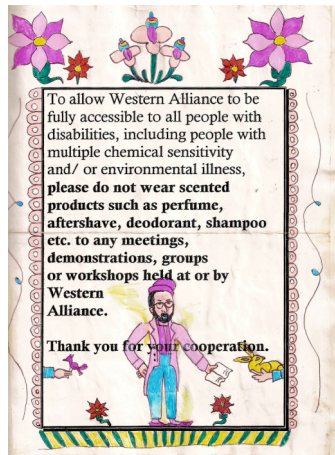 To allow Western Alliance to be
fully accessible to all people with
disabilities, including people with
multiple chemical sensitivity
and/ or environmental illness,
please do not wear scented
products such as perfume,
aftershave, deodorant, shampoo
etc. to any meetings,
demonstrations, groups
or workshops held at or by
Western
Alliance.
Thank you for your cooperation.